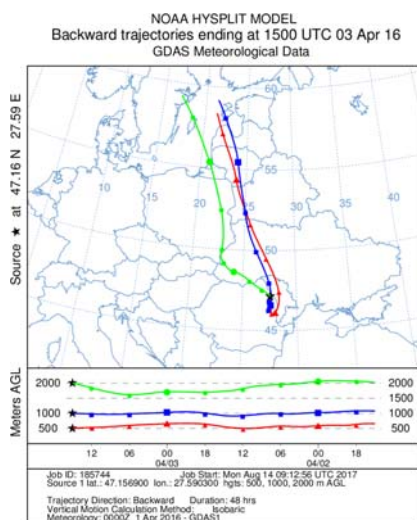 NOAA HYSPLIT MODEL
Backward trajectories ending at 1500 UTC 03 Apr 16
GDAS Meteorological Data
Source ★ at 47.16 N 27.59 E
0 5 10 15 20 25 30 35 40
55
50
45
Meters AGL
2000 2000
1500
1000 1000
500 500
12 06 00 18 12 06 00 18
04/03 04/02
Job ID: 185744 Job Start: Mon Aug 14 09:12:56 UTC 2017
Source 1 lat.: 47.156900 lon.: 27.590300 hgts: 500, 1000, 2000 m AGL
Trajectory Direction: Backward Duration: 48 hrs
Vertical Motion Calculation Method: Isobaric
Meteorology: 0000Z 1 Apr 2016 - GDAS1